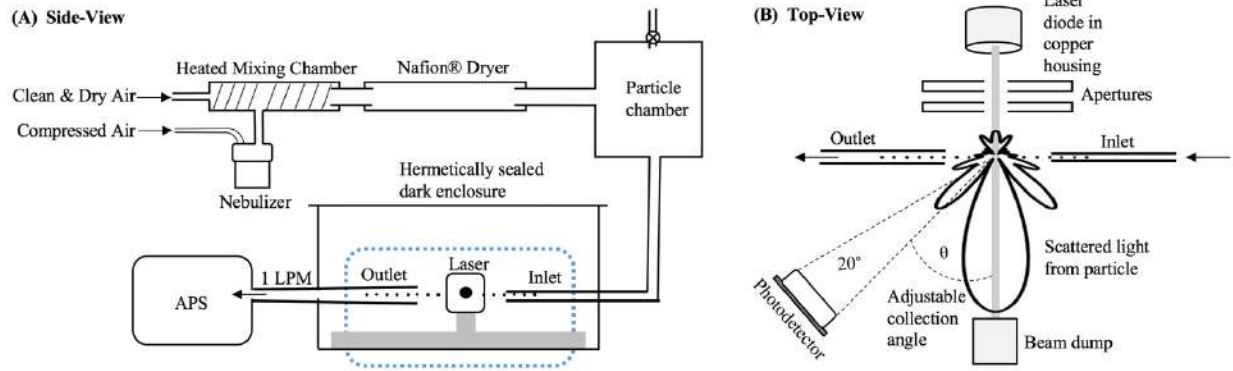 (A) Side-View
Heated Mixing Chamber
Nafion® Dryer
Clean & Dry Air
Compressed Air
Nebulizer
Particle
chamber
Hermetically sealed
dark enclosure
APS
1 LPM
Outlet
Laser
Inlet
(B) Top-View
Laser
diode in
copper
housing
Apertures
Outlet
Inlet
20°
θ
Scattered light
from particle
Photodetector
Adjustable
collection
angle
Beam dump